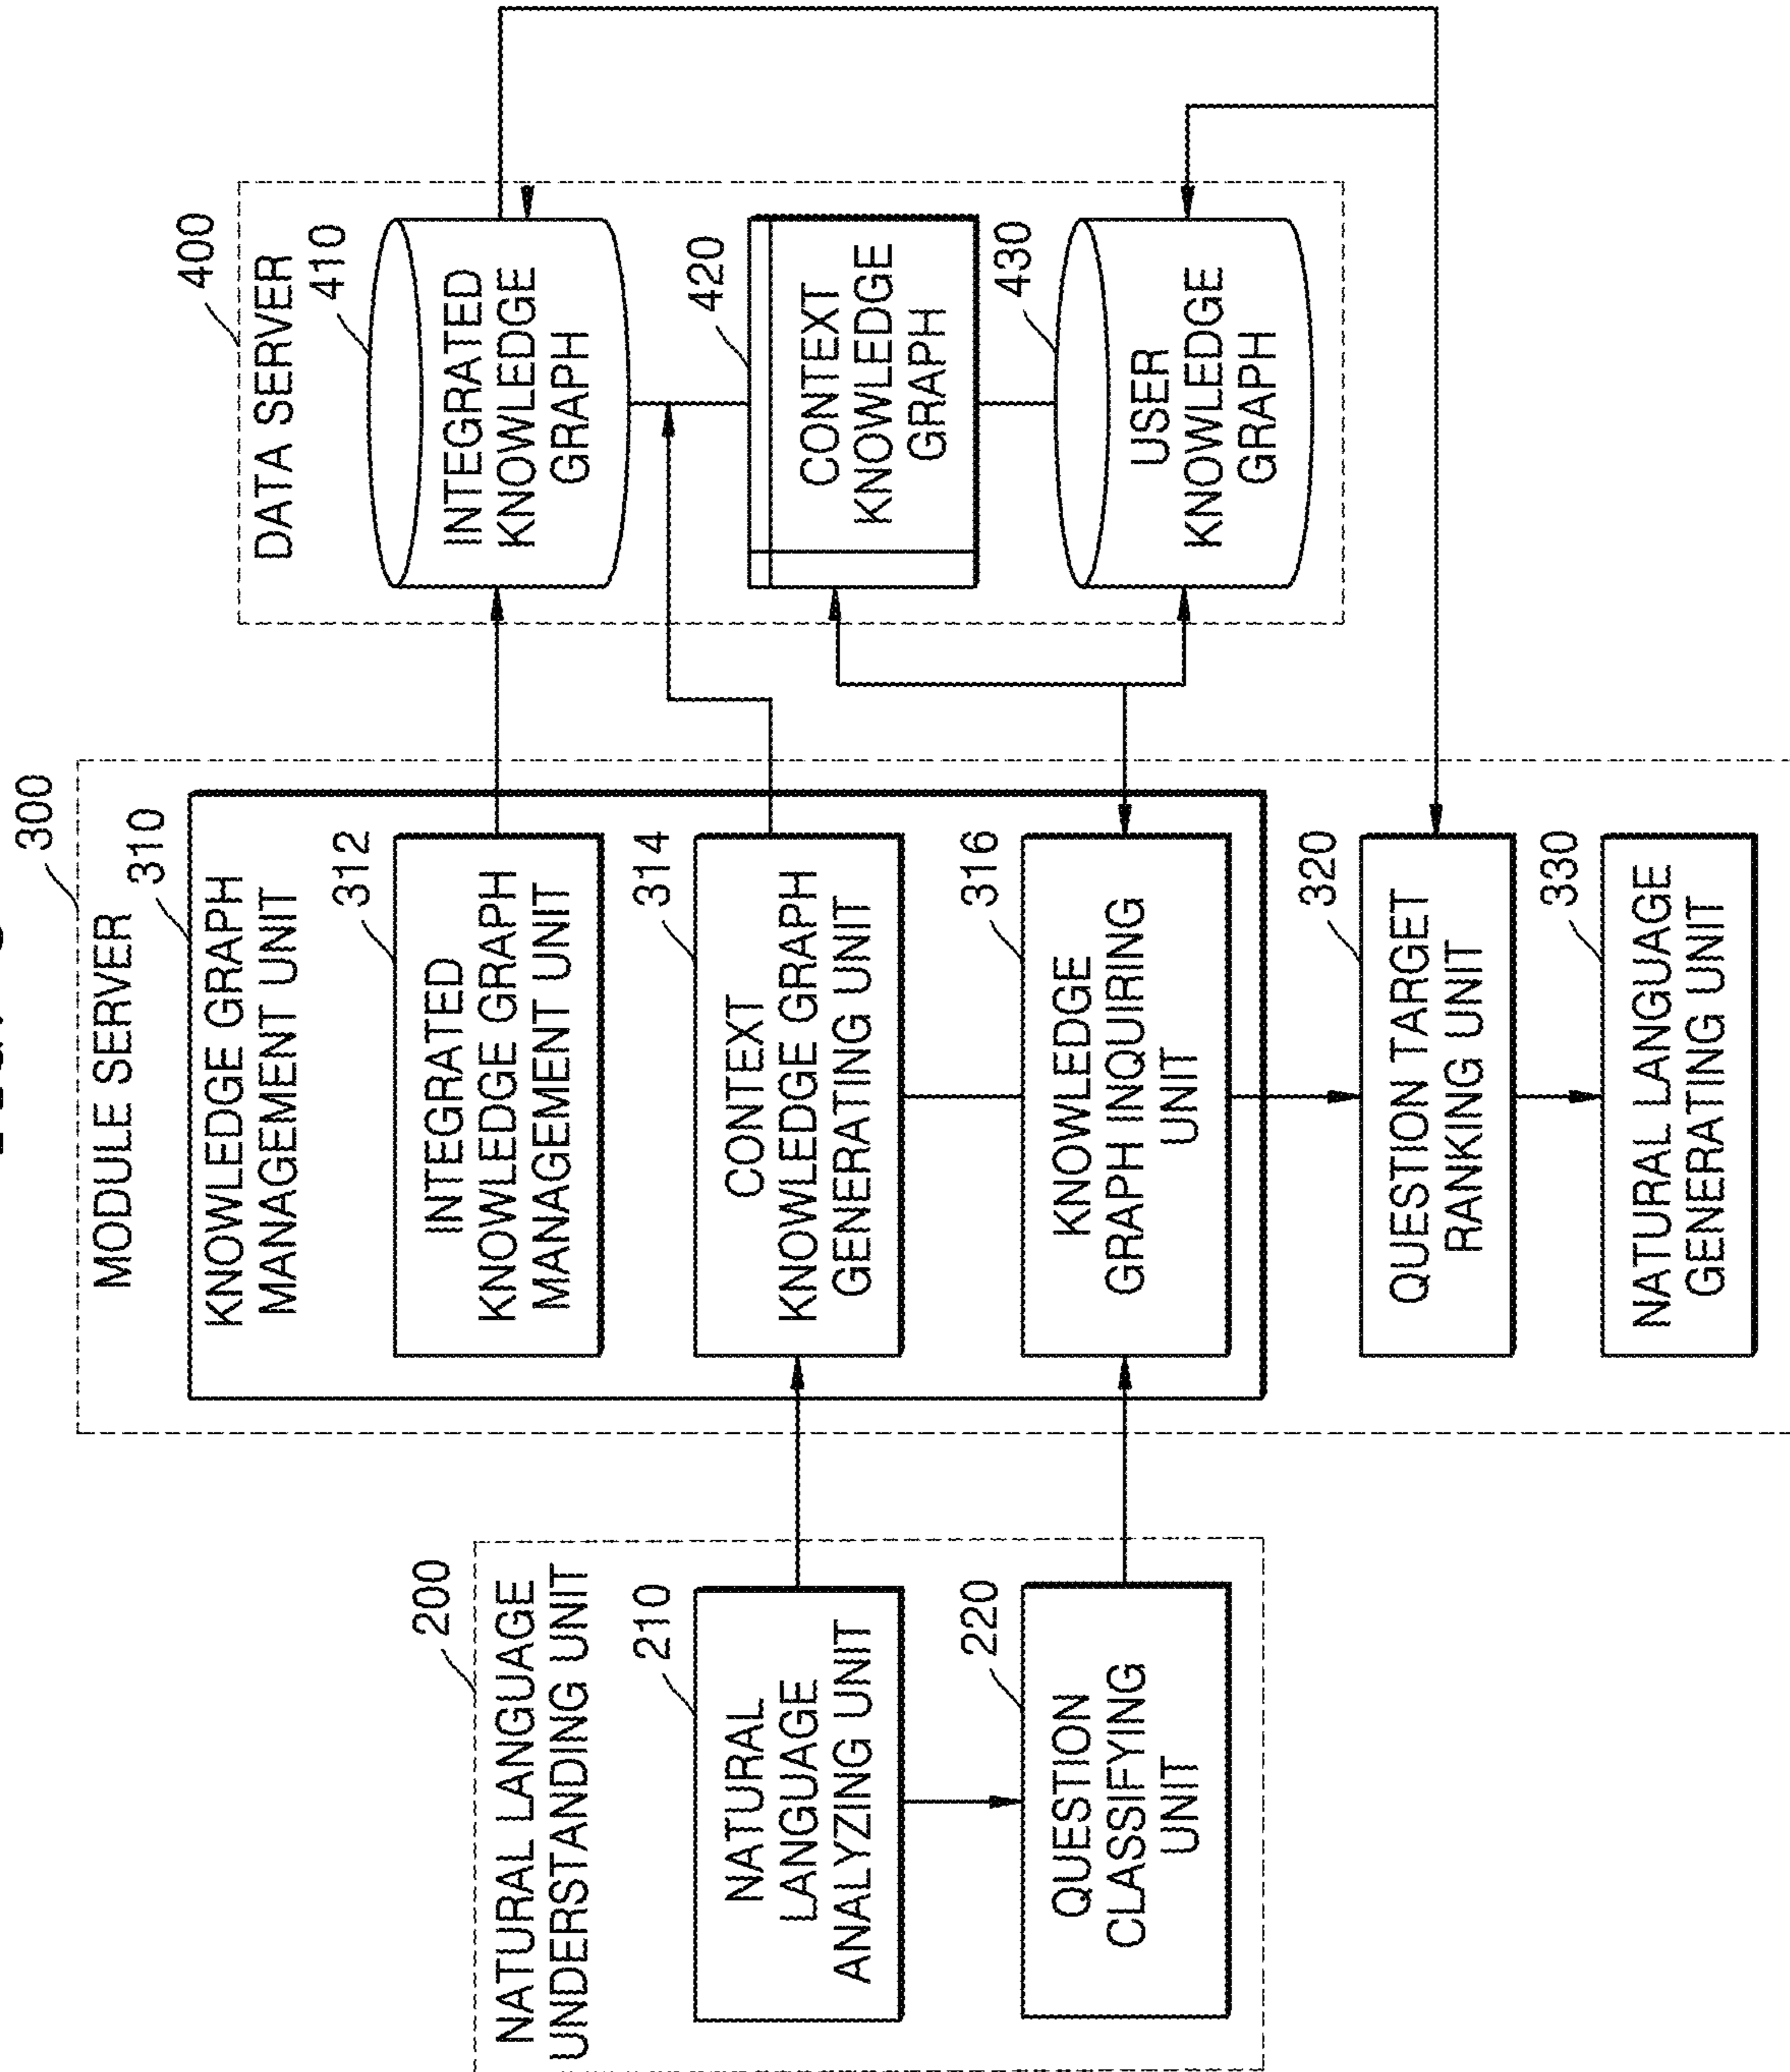 300
MODULE SERVER
310
KNOWLEDGE GRAPH
MANAGEMENT UNIT
312
INTEGRATED
KNOWLEDGE GRAPH
MANAGEMENT UNIT
314
CONTEXT
KNOWLEDGE GRAPH
GENERATING UNIT
316
KNOWLEDGE
GRAPH INQUIRING
UNIT
320
QUESTION TARGET
RANKING UNIT
330
NATURAL LANGUAGE
GENERATING UNIT
400
DATA SERVER
410
INTEGRATED
KNOWLEDGE
GRAPH
420
CONTEXT
KNOWLEDGE
GRAPH
430
USER
KNOWLEDGE
GRAPH
200
NATURAL LANGUAGE
UNDERSTANDING UNIT
210
NATURAL
LANGUAGE
ANALYZING UNIT
220
QUESTION
CLASSIFYING
UNIT